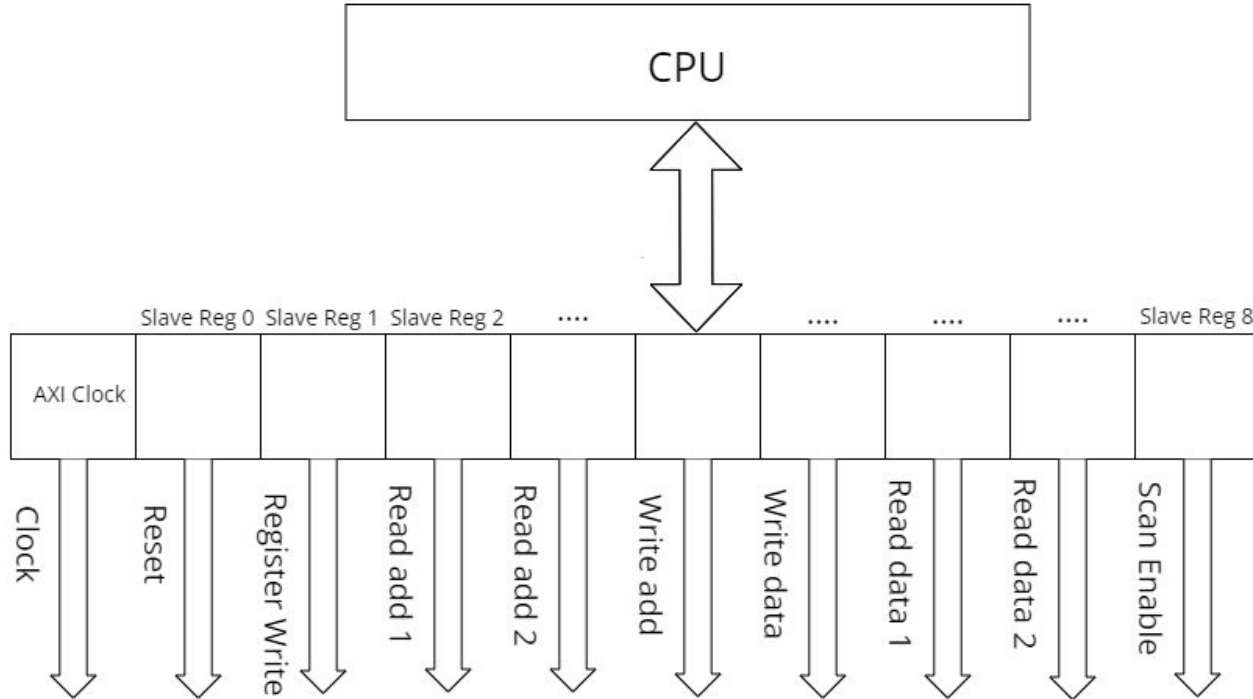 CPU
Slave Reg 0
Slave Reg 1
Slave Reg 2
....
....
....
....
Slave Reg 8
AXI Clock
Clock
Reset
Register Write
Read add 1
Read add 2
Write add
Write data
Read data 1
Read data 2
Scan Enable